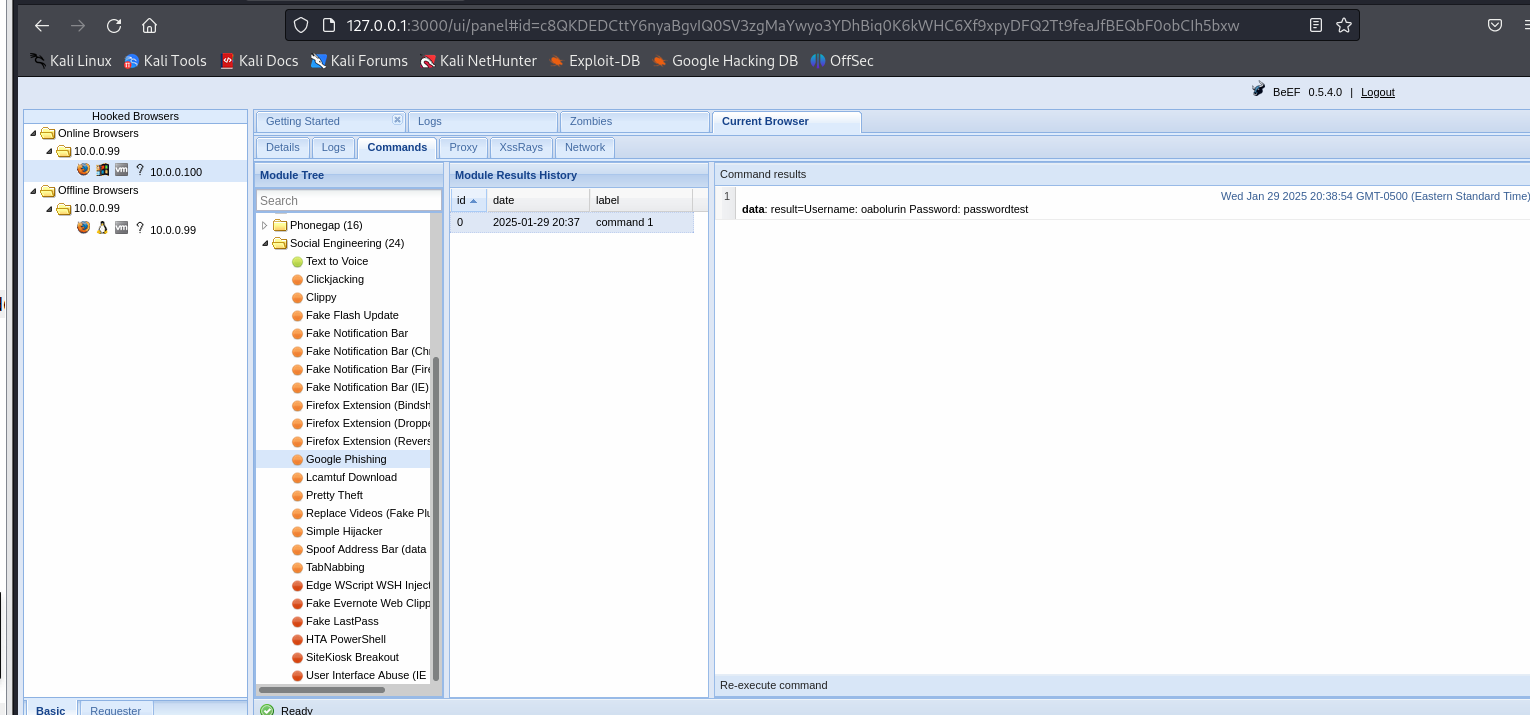 127.0.0.1:3000/ui/panel#id=c8QKDEDCttY6nyaBgvIQ0SV3zgMaYwyo3YDhBiq0K6kWHC6Xf9xpyDFQ2Tt9feaJfBEQbF0obCIh5bxw
Kali Linux Kali Tools Kali Docs Kali Forums Kali NetHunter Exploit-DB Google Hacking DB OffSec
BeEF 0.5.4.0 | Logout
Hooked Browsers
Online Browsers
10.0.0.99
? 10.0.0.100
Offline Browsers
10.0.0.99
? 10.0.0.99
Basic Requester
Getting Started Logs Zombies Current Browser
Details Logs Commands Proxy XssRays Network
Module Tree
Search
Phonegap (16)
Social Engineering (24)
Text to Voice
Clickjacking
Clippy
Fake Flash Update
Fake Notification Bar
Fake Notification Bar (Chr
Fake Notification Bar (Fire
Fake Notification Bar (IE)
Firefox Extension (Bindsh
Firefox Extension (Droppe
Firefox Extension (Revers
Google Phishing
Lcamtuf Download
Pretty Theft
Replace Videos (Fake Plu
Simple Hijacker
Spoof Address Bar (data
TabNabbing
Edge WScript WSH Inject
Fake Evernote Web Clipp
Fake LastPass
HTA PowerShell
SiteKiosk Breakout
User Interface Abuse (IE
Module Results History
id date label
0 2025-01-29 20:37 command 1
Command results
1 Wed Jan 29 2025 20:38:54 GMT-0500 (Eastern Standard Time)
data: result=Username: oabolurin Password: passwordtest
Re-execute command
Ready